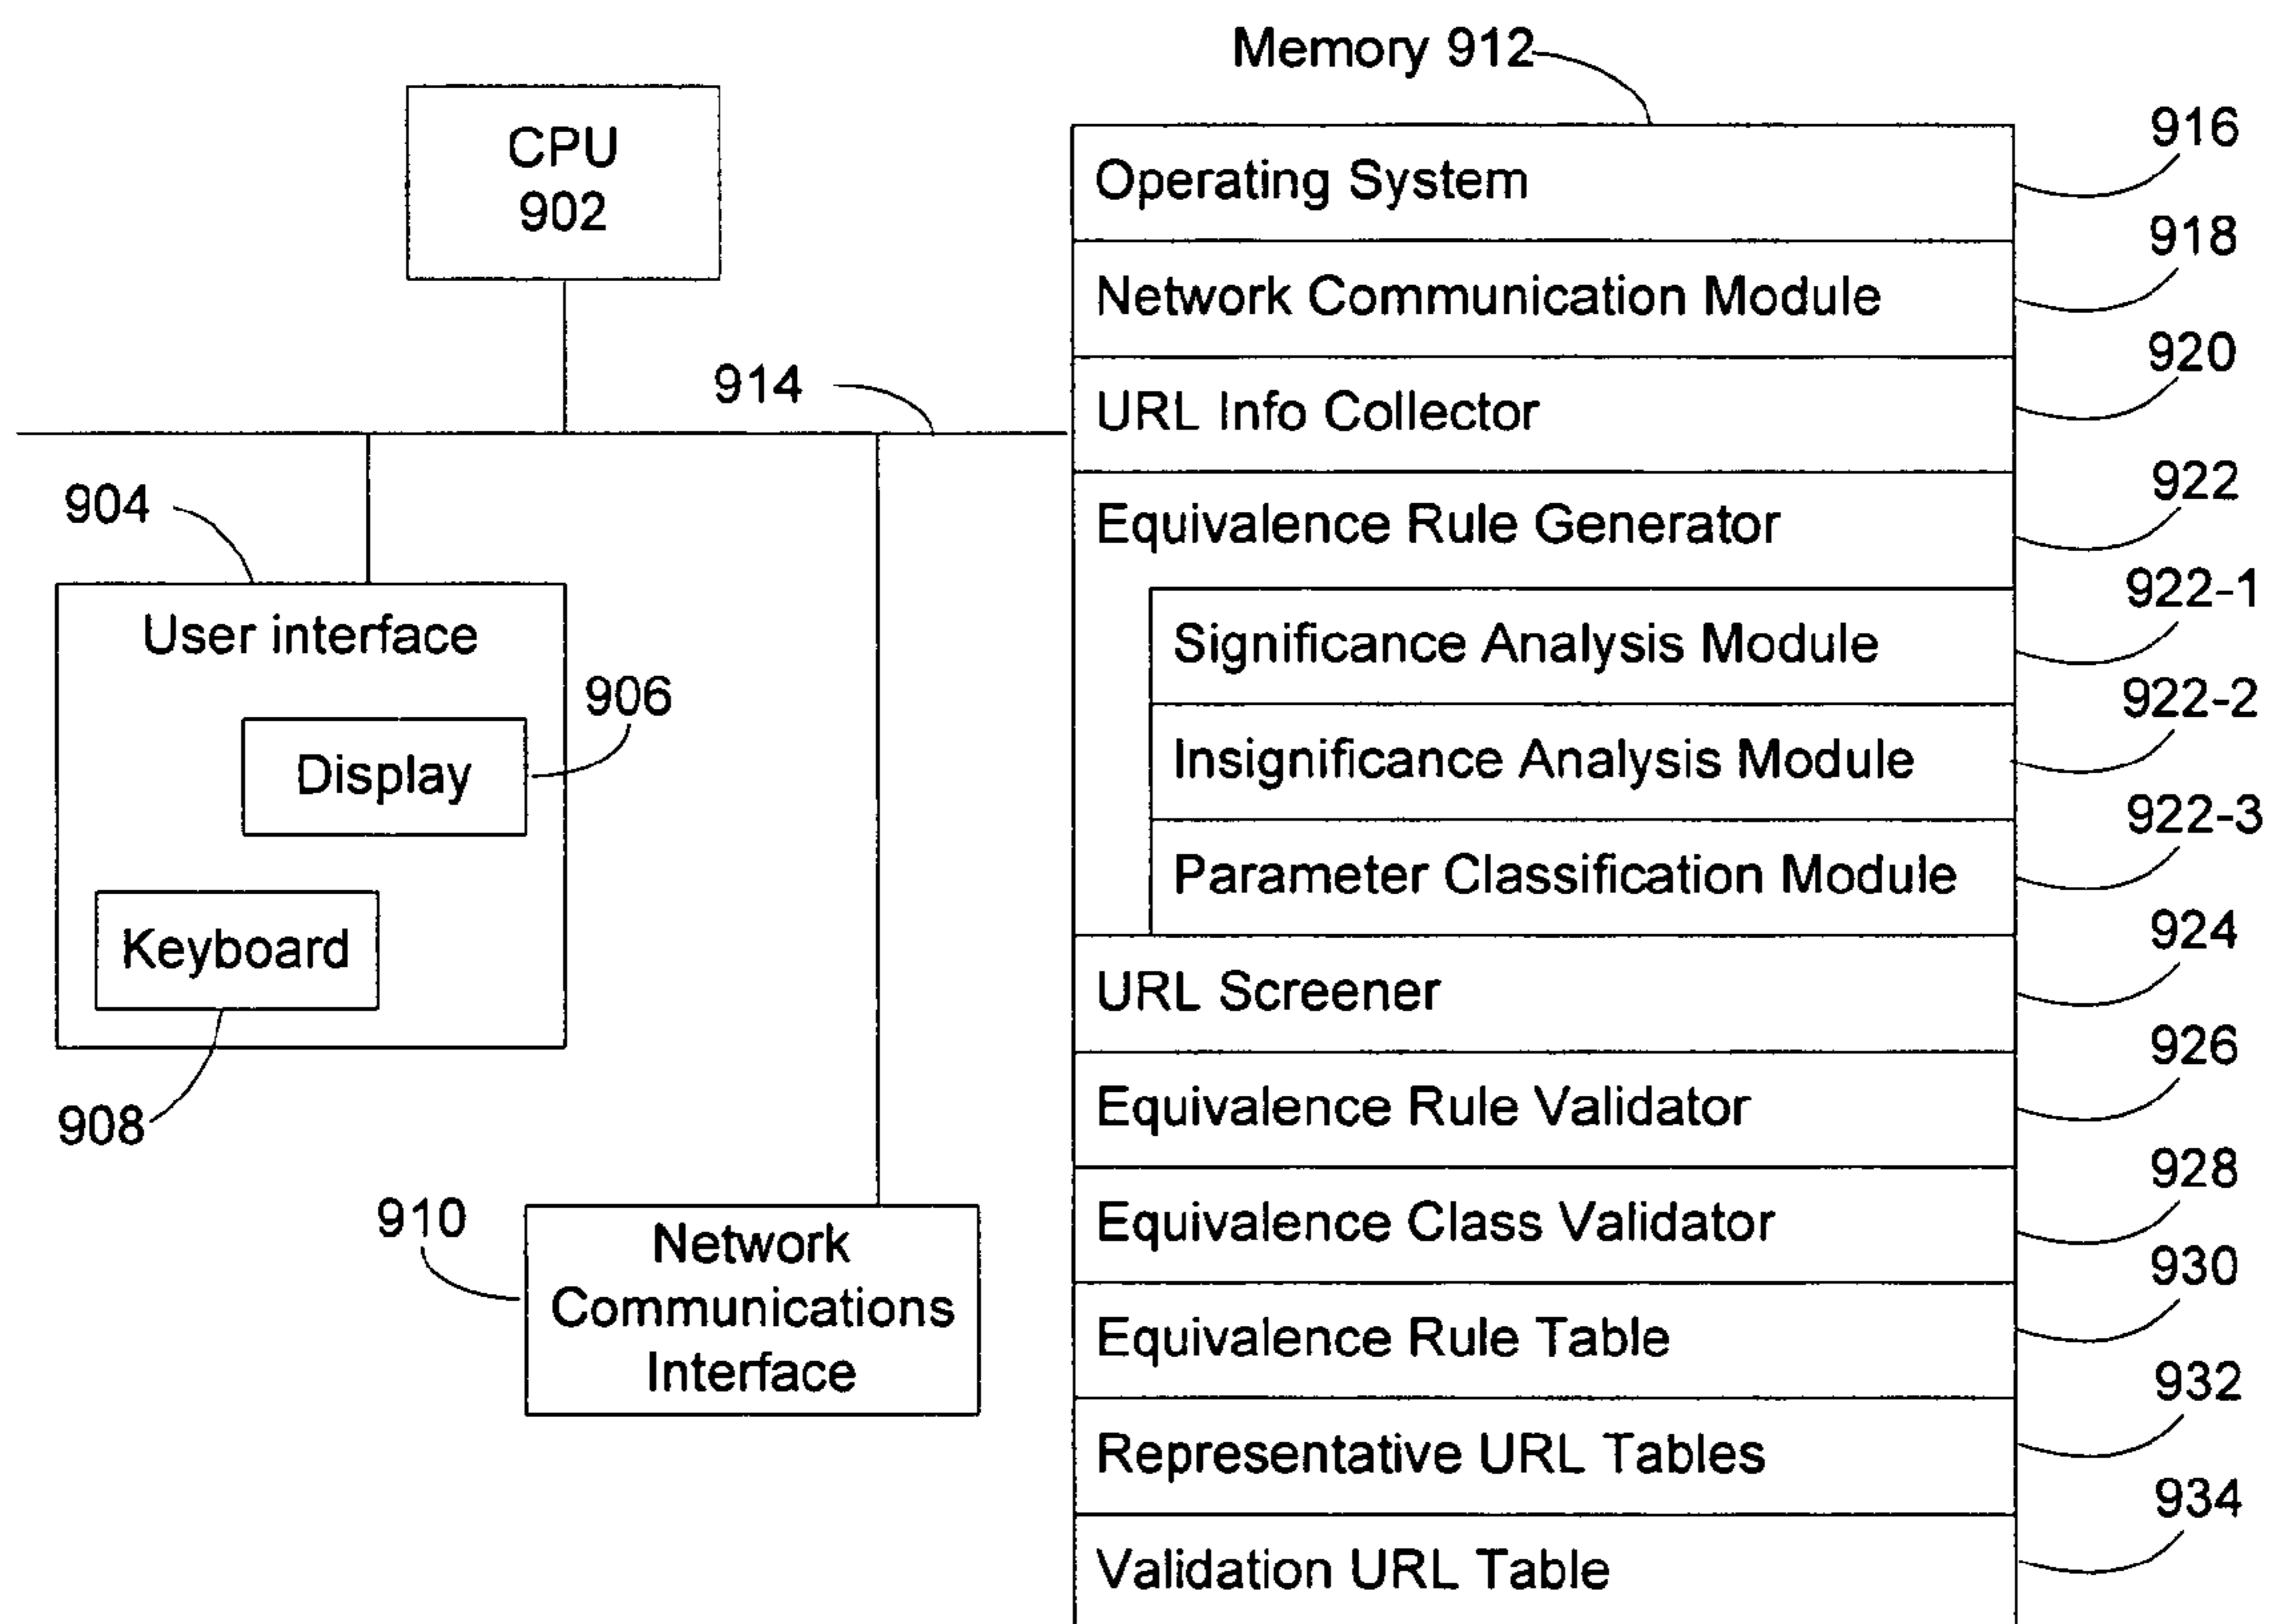 Memory 912
CPU
902
914
904
User interface
906
Display
Keyboard
908
910
Network
Communications
Interface
Operating System
916
Network Communication Module
918
URL Info Collector
920
Equivalence Rule Generator
922
Significance Analysis Module
922-1
Insignificance Analysis Module
922-2
Parameter Classification Module
922-3
URL Screener
924
Equivalence Rule Validator
926
Equivalence Class Validator
928
Equivalence Rule Table
930
Representative URL Tables
932
Validation URL Table
934